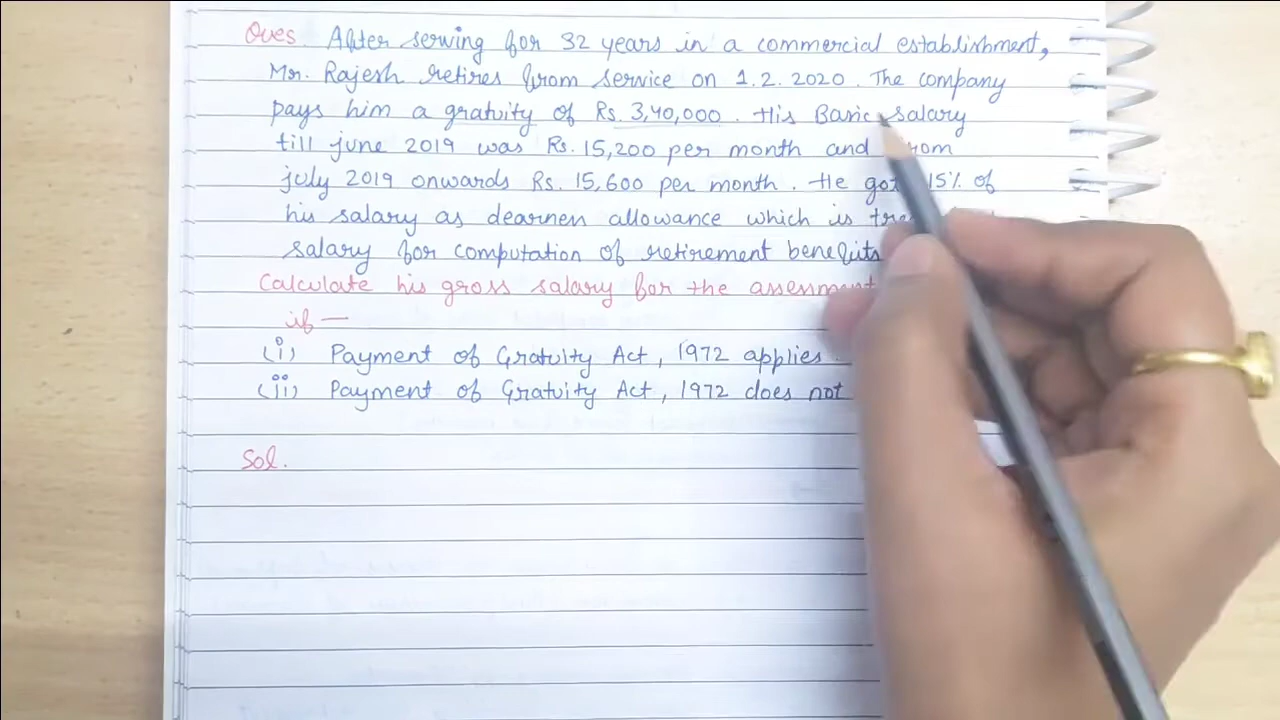 Ques. After serving for 32 years in a commercial establishment,
Mr. Rajesh retires from service on 1.2.2020. The company
pays him a gratuity of Rs. 3,40,000. His Basic salary
till june 2019 was Rs. 15,200 per month and
july 2019 onwards Rs. 15,600 per month. He 15% of
his salary as dearnen allowance which is
salary for computation of retirement benefits
Calculate his gross salary for the assesment
if —
(i) Payment of Gratuity Act, 1972 applies.
(ii) Payment of Gratuity Act, 1972 does not
Sol.